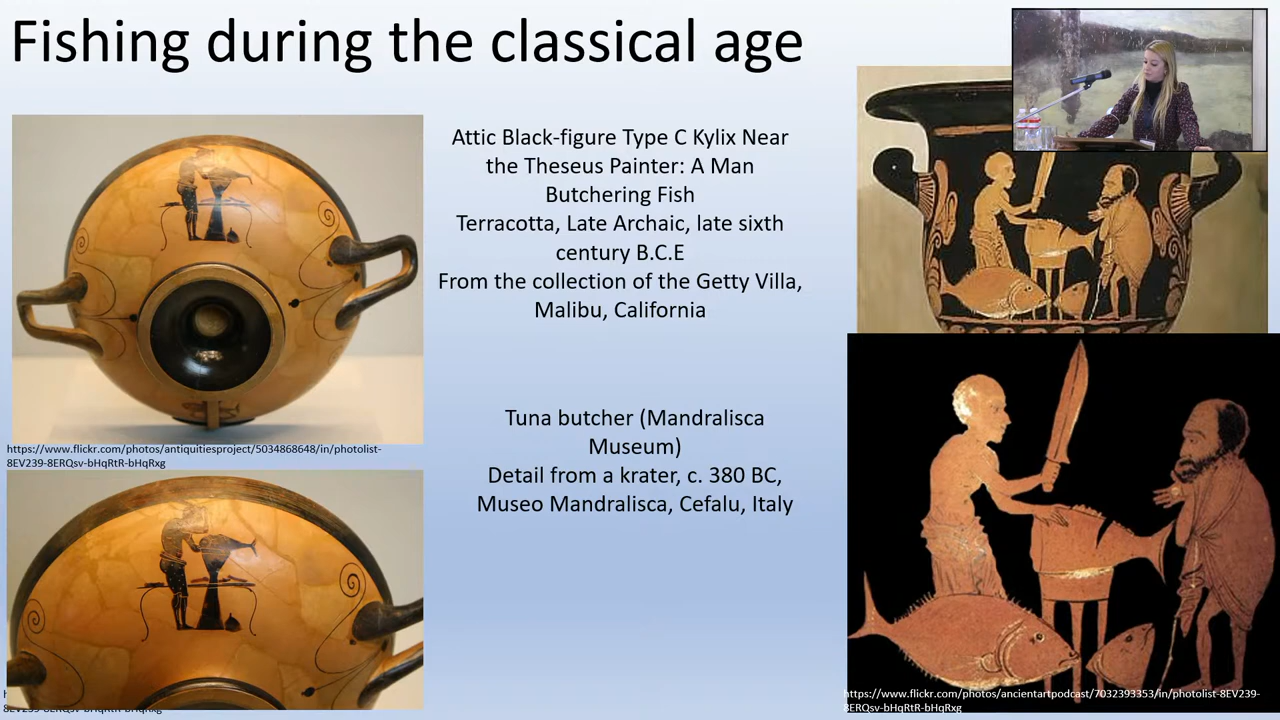 Fishing during the classical age
Attic Black-figure Type C Kylix Near
the Theseus Painter: A Man
Butchering Fish
Terracotta, Late Archaic, late sixth
century B.C.E
From the collection of the Getty Villa,
Malibu, California
https://www.flickr.com/photos/antiquitiesproject/5034868648/in/photolist-
8EV239-8ERQsv-bHqRtR-bHqRxg
Tuna butcher (Mandralisca
Museum)
Detail from a krater, c. 380 BC,
Museo Mandralisca, Cefalu, Italy
https://www.flickr.com/photos/ancientartpodcast/7032393353/in/photolist-8EV239-
8ERQsv-bHqRtR-bHqRxg